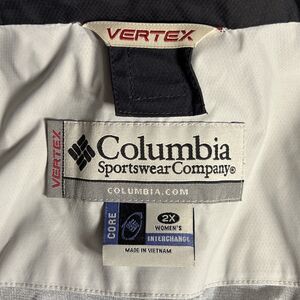 VERTEX
VERTEX
Columbia
Sportswear Company®
COLUMBIA.COM
CORE
2X
WOMEN'S
INTERCHANGE
MADE IN VIETNAM